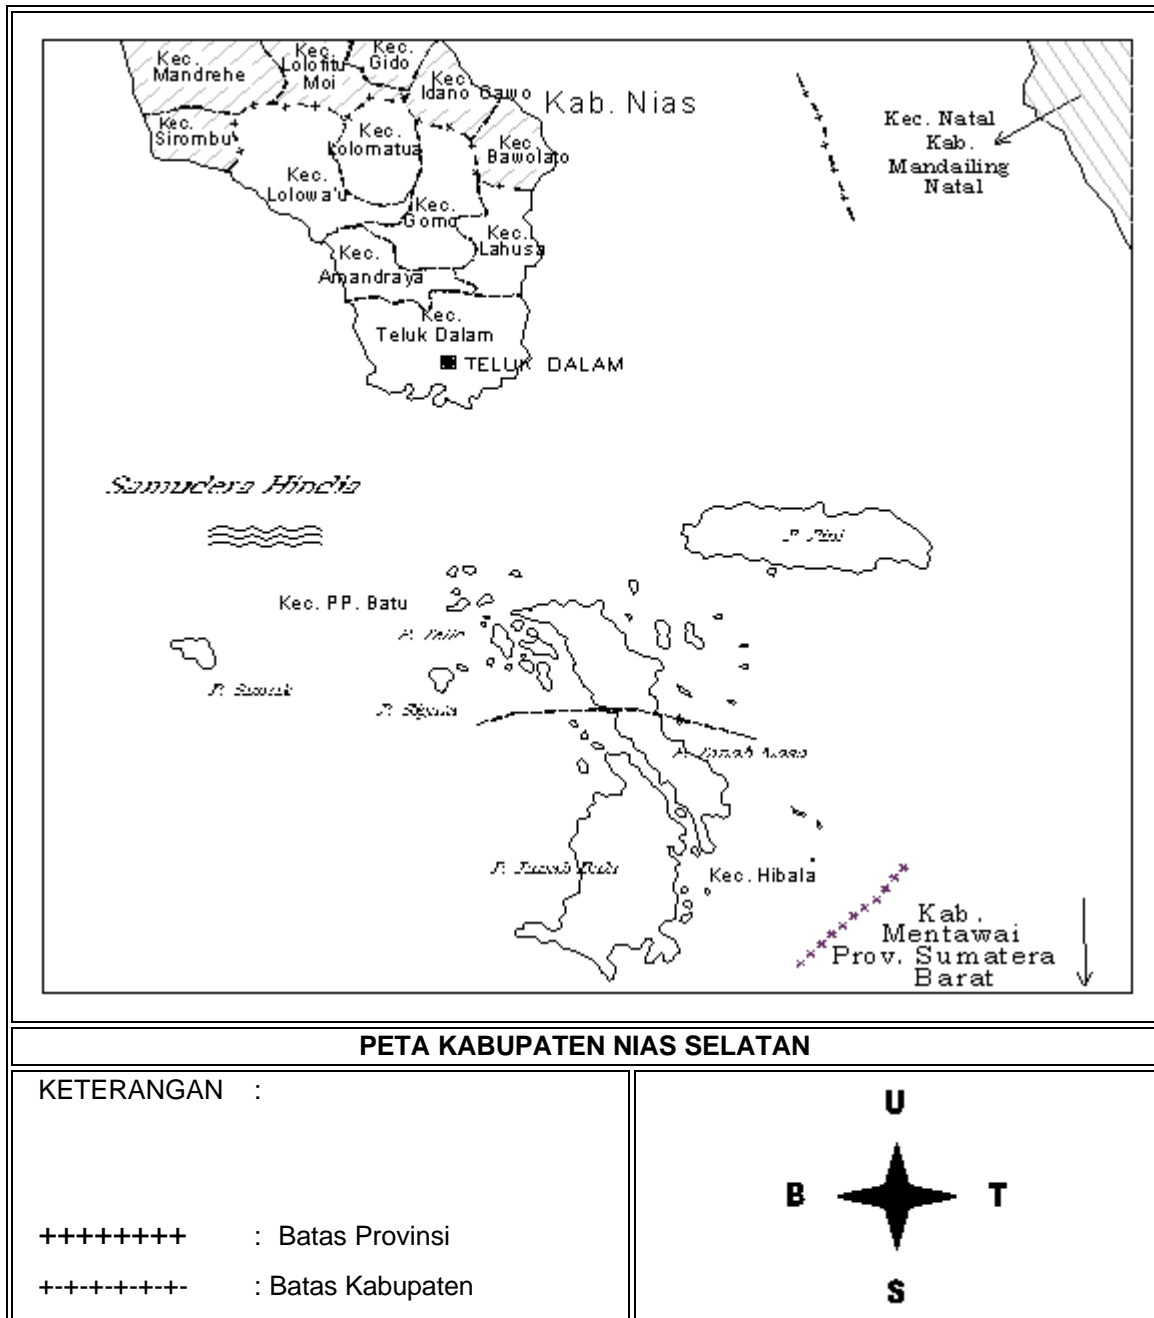 Kec.
Mandrehe
Kec.
Lolofitu
Moi
Kec.
Gido
Kec.
Idano Gawo
Kab. Nias
Kec.
Sirombu
Kec.
Lolomatua
Kec.
Bawolato
Kec. Natal
Kab.
Mandailing
Natal
Kec.
Lolowa'u
Kec.
Gomo
Kec.
Lahusa
Kec.
Amandraya
Kec.
Teluk Dalam
TELUK DALAM
Samudera Hindia
P. Pini
Kec. PP. Batu
P. Simuk
P. Tanah
Kec. Hibala
Kab.
Mentawai
Prov. Sumatera
Barat
PETA KABUPATEN NIAS SELATAN
KETERANGAN :
++++++++ : Batas Provinsi
+-+-+-+-+-+- : Batas Kabupaten
U
B T
S